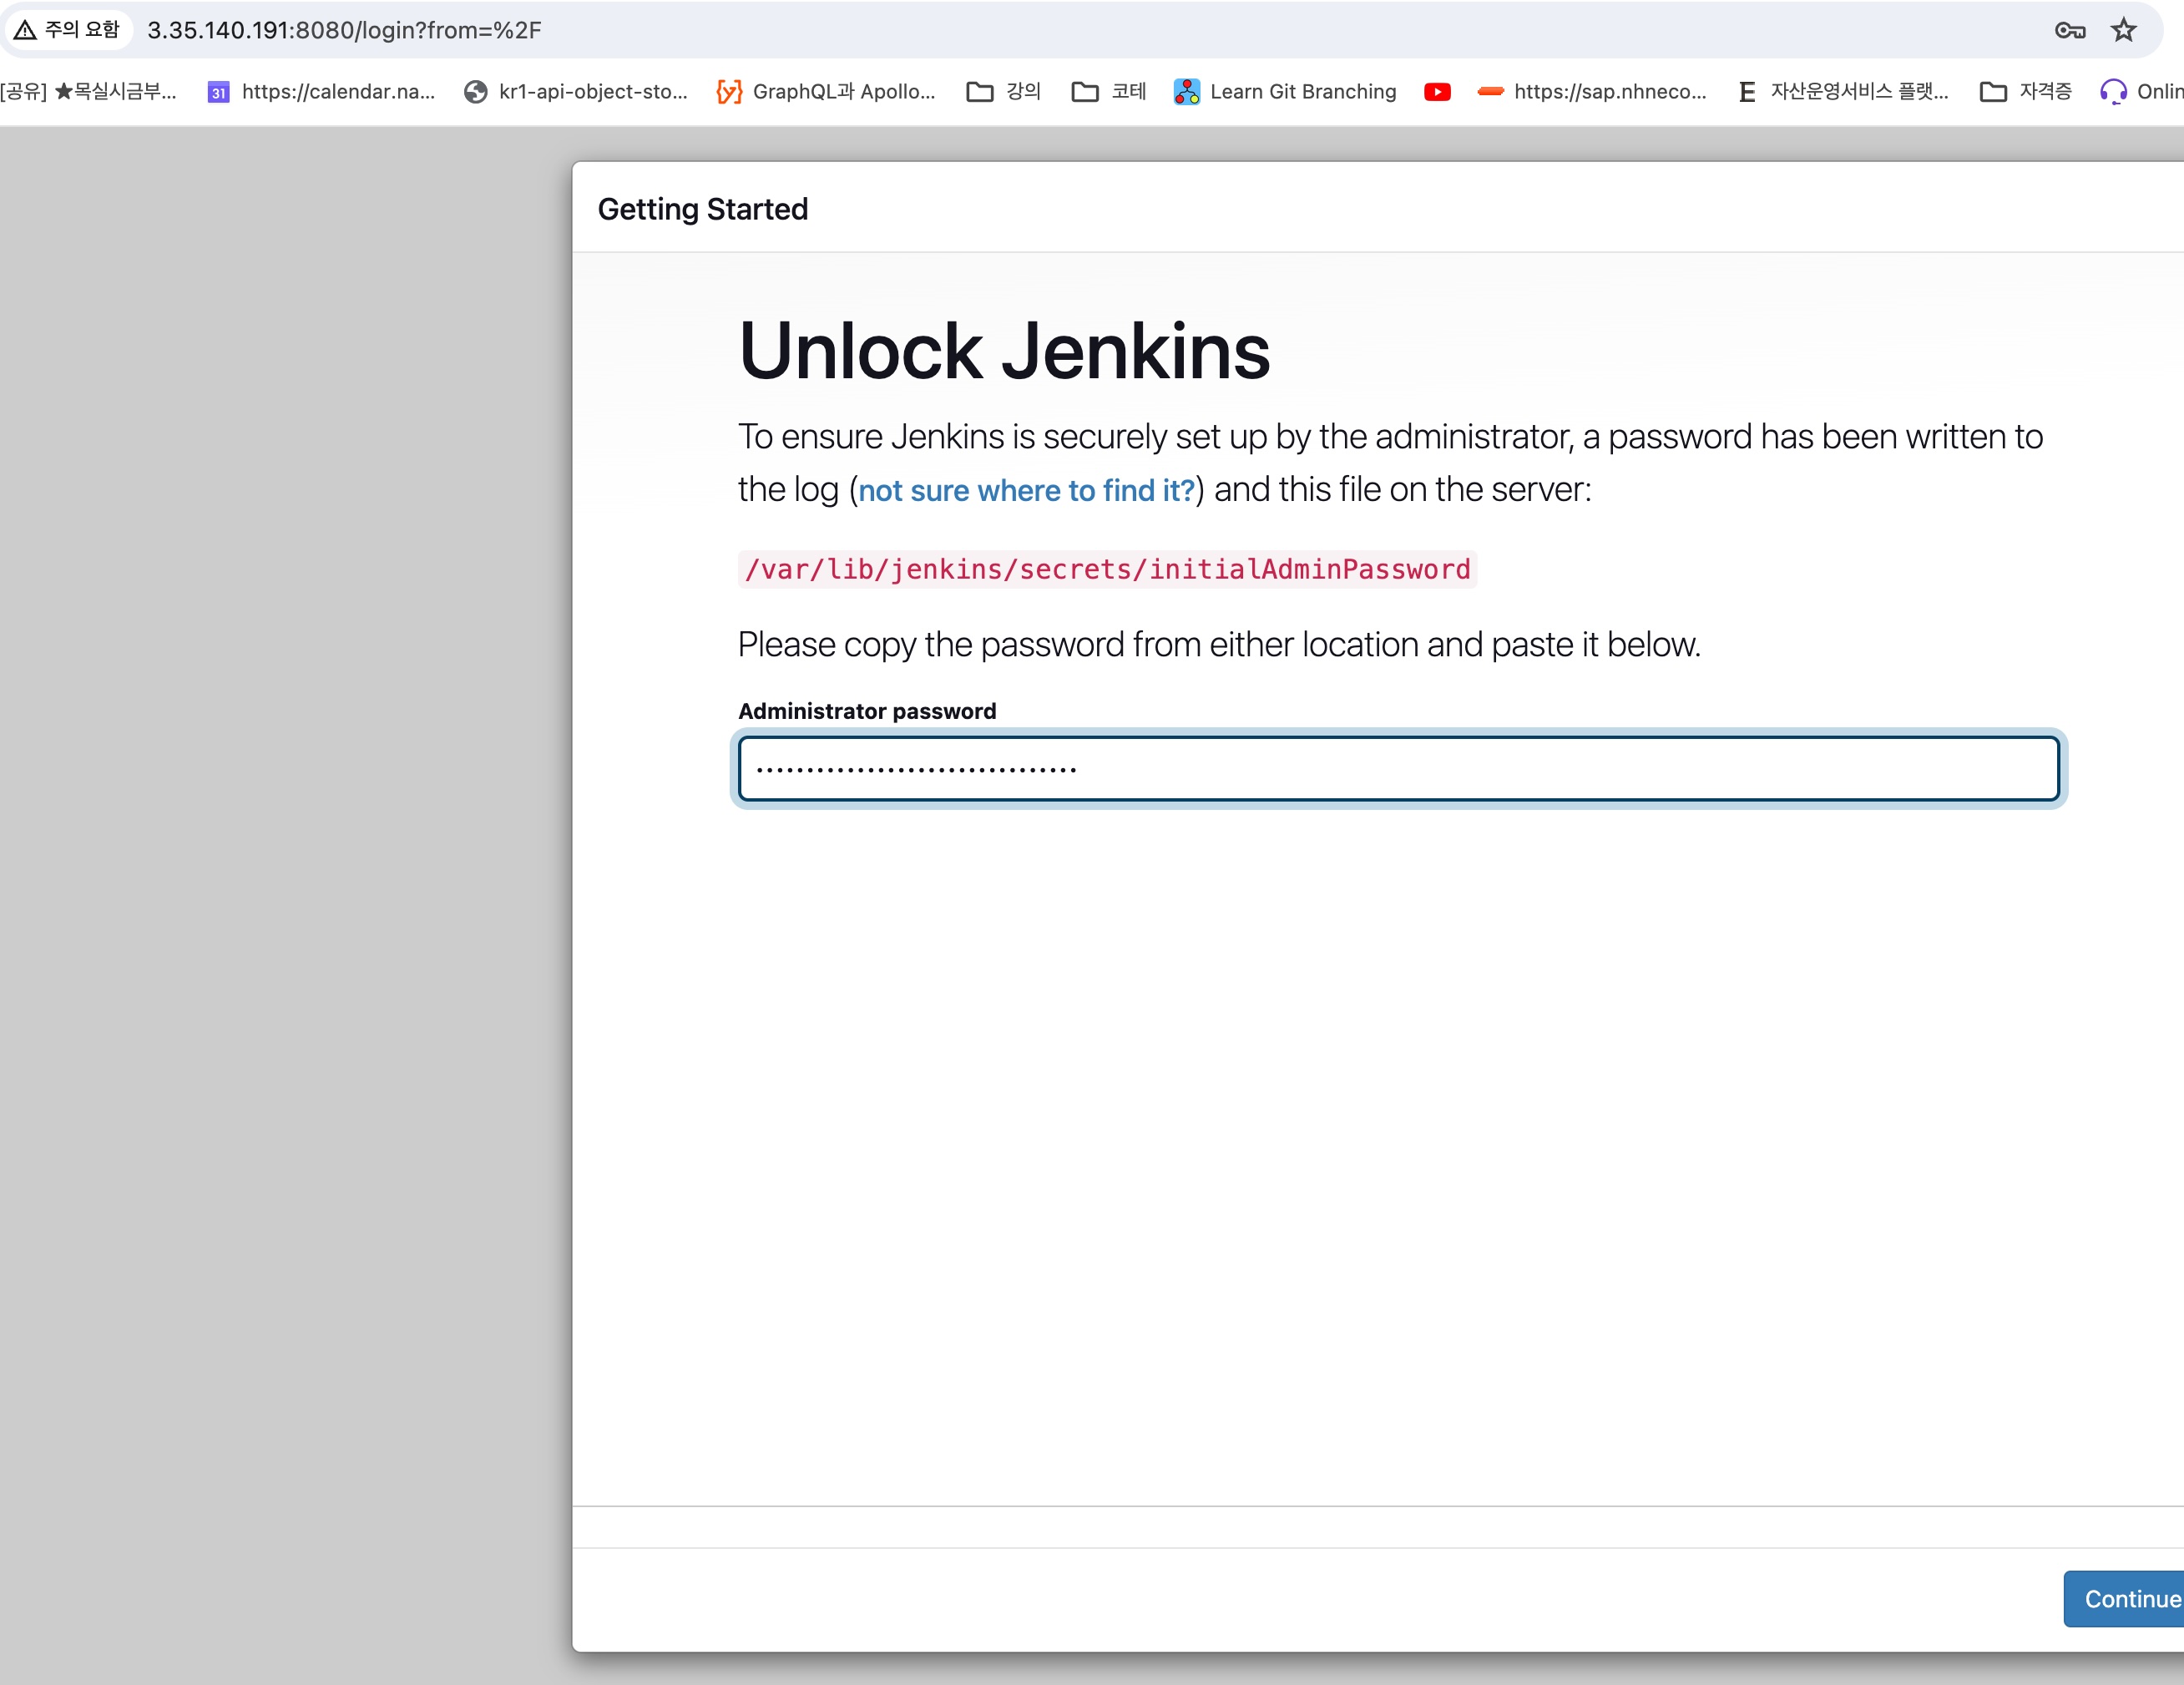 주의 요함 3.35.140.191:8080/login?from=%2F
[공유] ★목실시금부... 31 https://calendar.na... kr1-api-object-sto... GraphQL과 Apollo... 강의 코테 Learn Git Branching https://sap.nhneco... E 자산운영서비스 플랫... 자격증 Onlin
Getting Started
Unlock Jenkins
To ensure Jenkins is securely set up by the administrator, a password has been written to
the log (not sure where to find it?) and this file on the server:
/var/lib/jenkins/secrets/initialAdminPassword
Please copy the password from either location and paste it below.
Administrator password
Continue